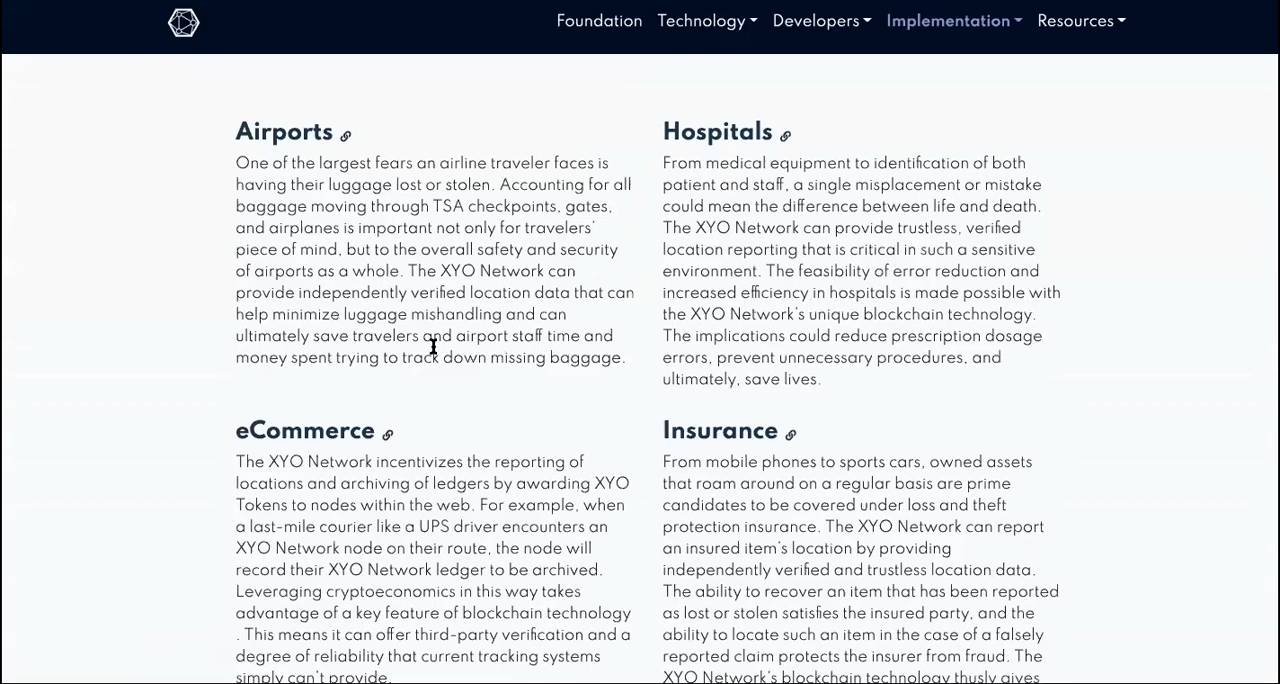 Foundation Technology Developers Implementation Resources
Airports
One of the largest fears an airline traveler faces is
having their luggage lost or stolen. Accounting for all
baggage moving through TSA checkpoints, gates,
and airplanes is important not only for travelers'
piece of mind, but to the overall safety and security
of airports as a whole. The XYO Network can
provide independently verified location data that can
help minimize luggage mishandling and can
ultimately save travelers and airport staff time and
money spent trying to track down missing baggage.
Hospitals
From medical equipment to identification of both
patient and staff, a single misplacement or mistake
could mean the difference between life and death.
The XYO Network can provide trustless, verified
location reporting that is critical in such a sensitive
environment. The feasibility of error reduction and
increased efficiency in hospitals is made possible with
the XYO Network's unique blockchain technology.
The implications could reduce prescription dosage
errors, prevent unnecessary procedures, and
ultimately, save lives.
eCommerce
The XYO Network incentivizes the reporting of
locations and archiving of ledgers by awarding XYO
Tokens to nodes within the web. For example, when
a last-mile courier like a UPS driver encounters an
XYO Network node on their route, the node will
record their XYO Network ledger to be archived.
Leveraging cryptoeconomics in this way takes
advantage of a key feature of blockchain technology
. This means it can offer third-party verification and a
degree of reliability that current tracking systems
simply can't provide.
Insurance
From mobile phones to sports cars, owned assets
that roam around on a regular basis are prime
candidates to be covered under loss and theft
protection insurance. The XYO Network can report
an insured item's location by providing
independently verified and trustless location data.
The ability to recover an item that has been reported
as lost or stolen satisfies the insured party, and the
ability to locate such an item in the case of a falsely
reported claim protects the insurer from fraud. The
XYO Network's blockchain technology thusly gives